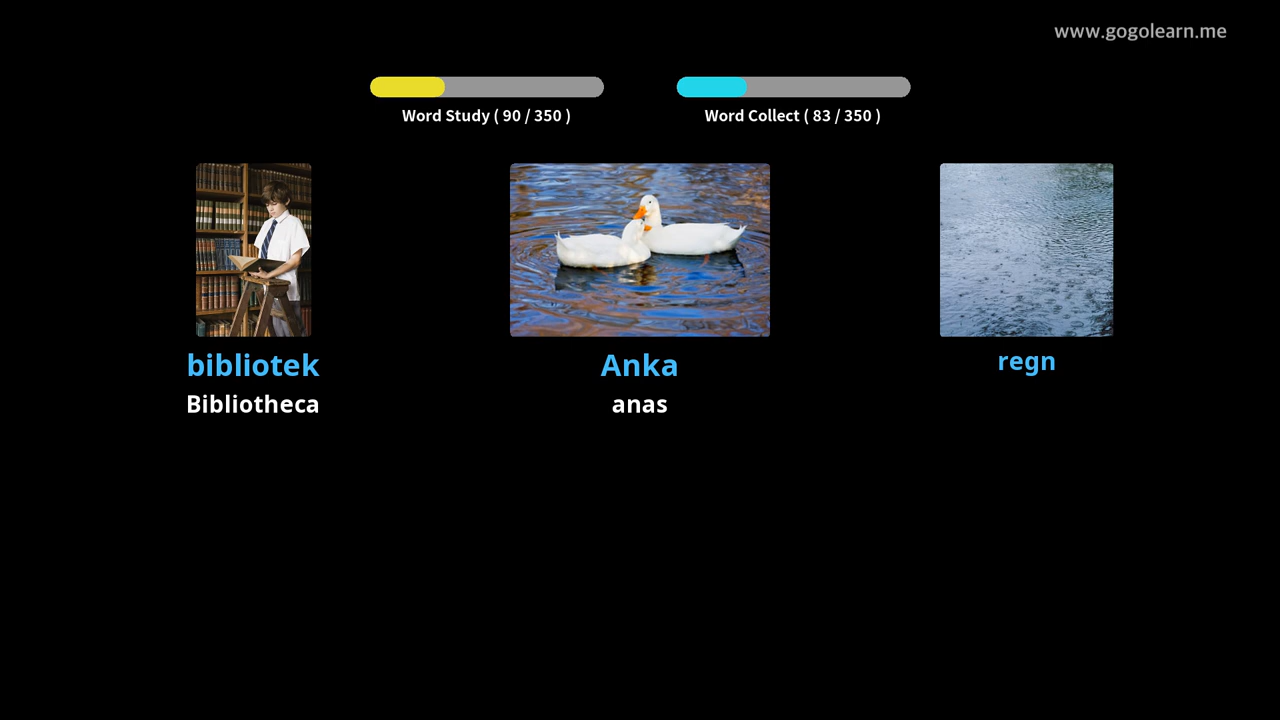 www.gogolearn.me
Word Study ( 90 / 350 )
Word Collect ( 83 / 350 )
bibliotek
Bibliotheca
Anka
anas
regn